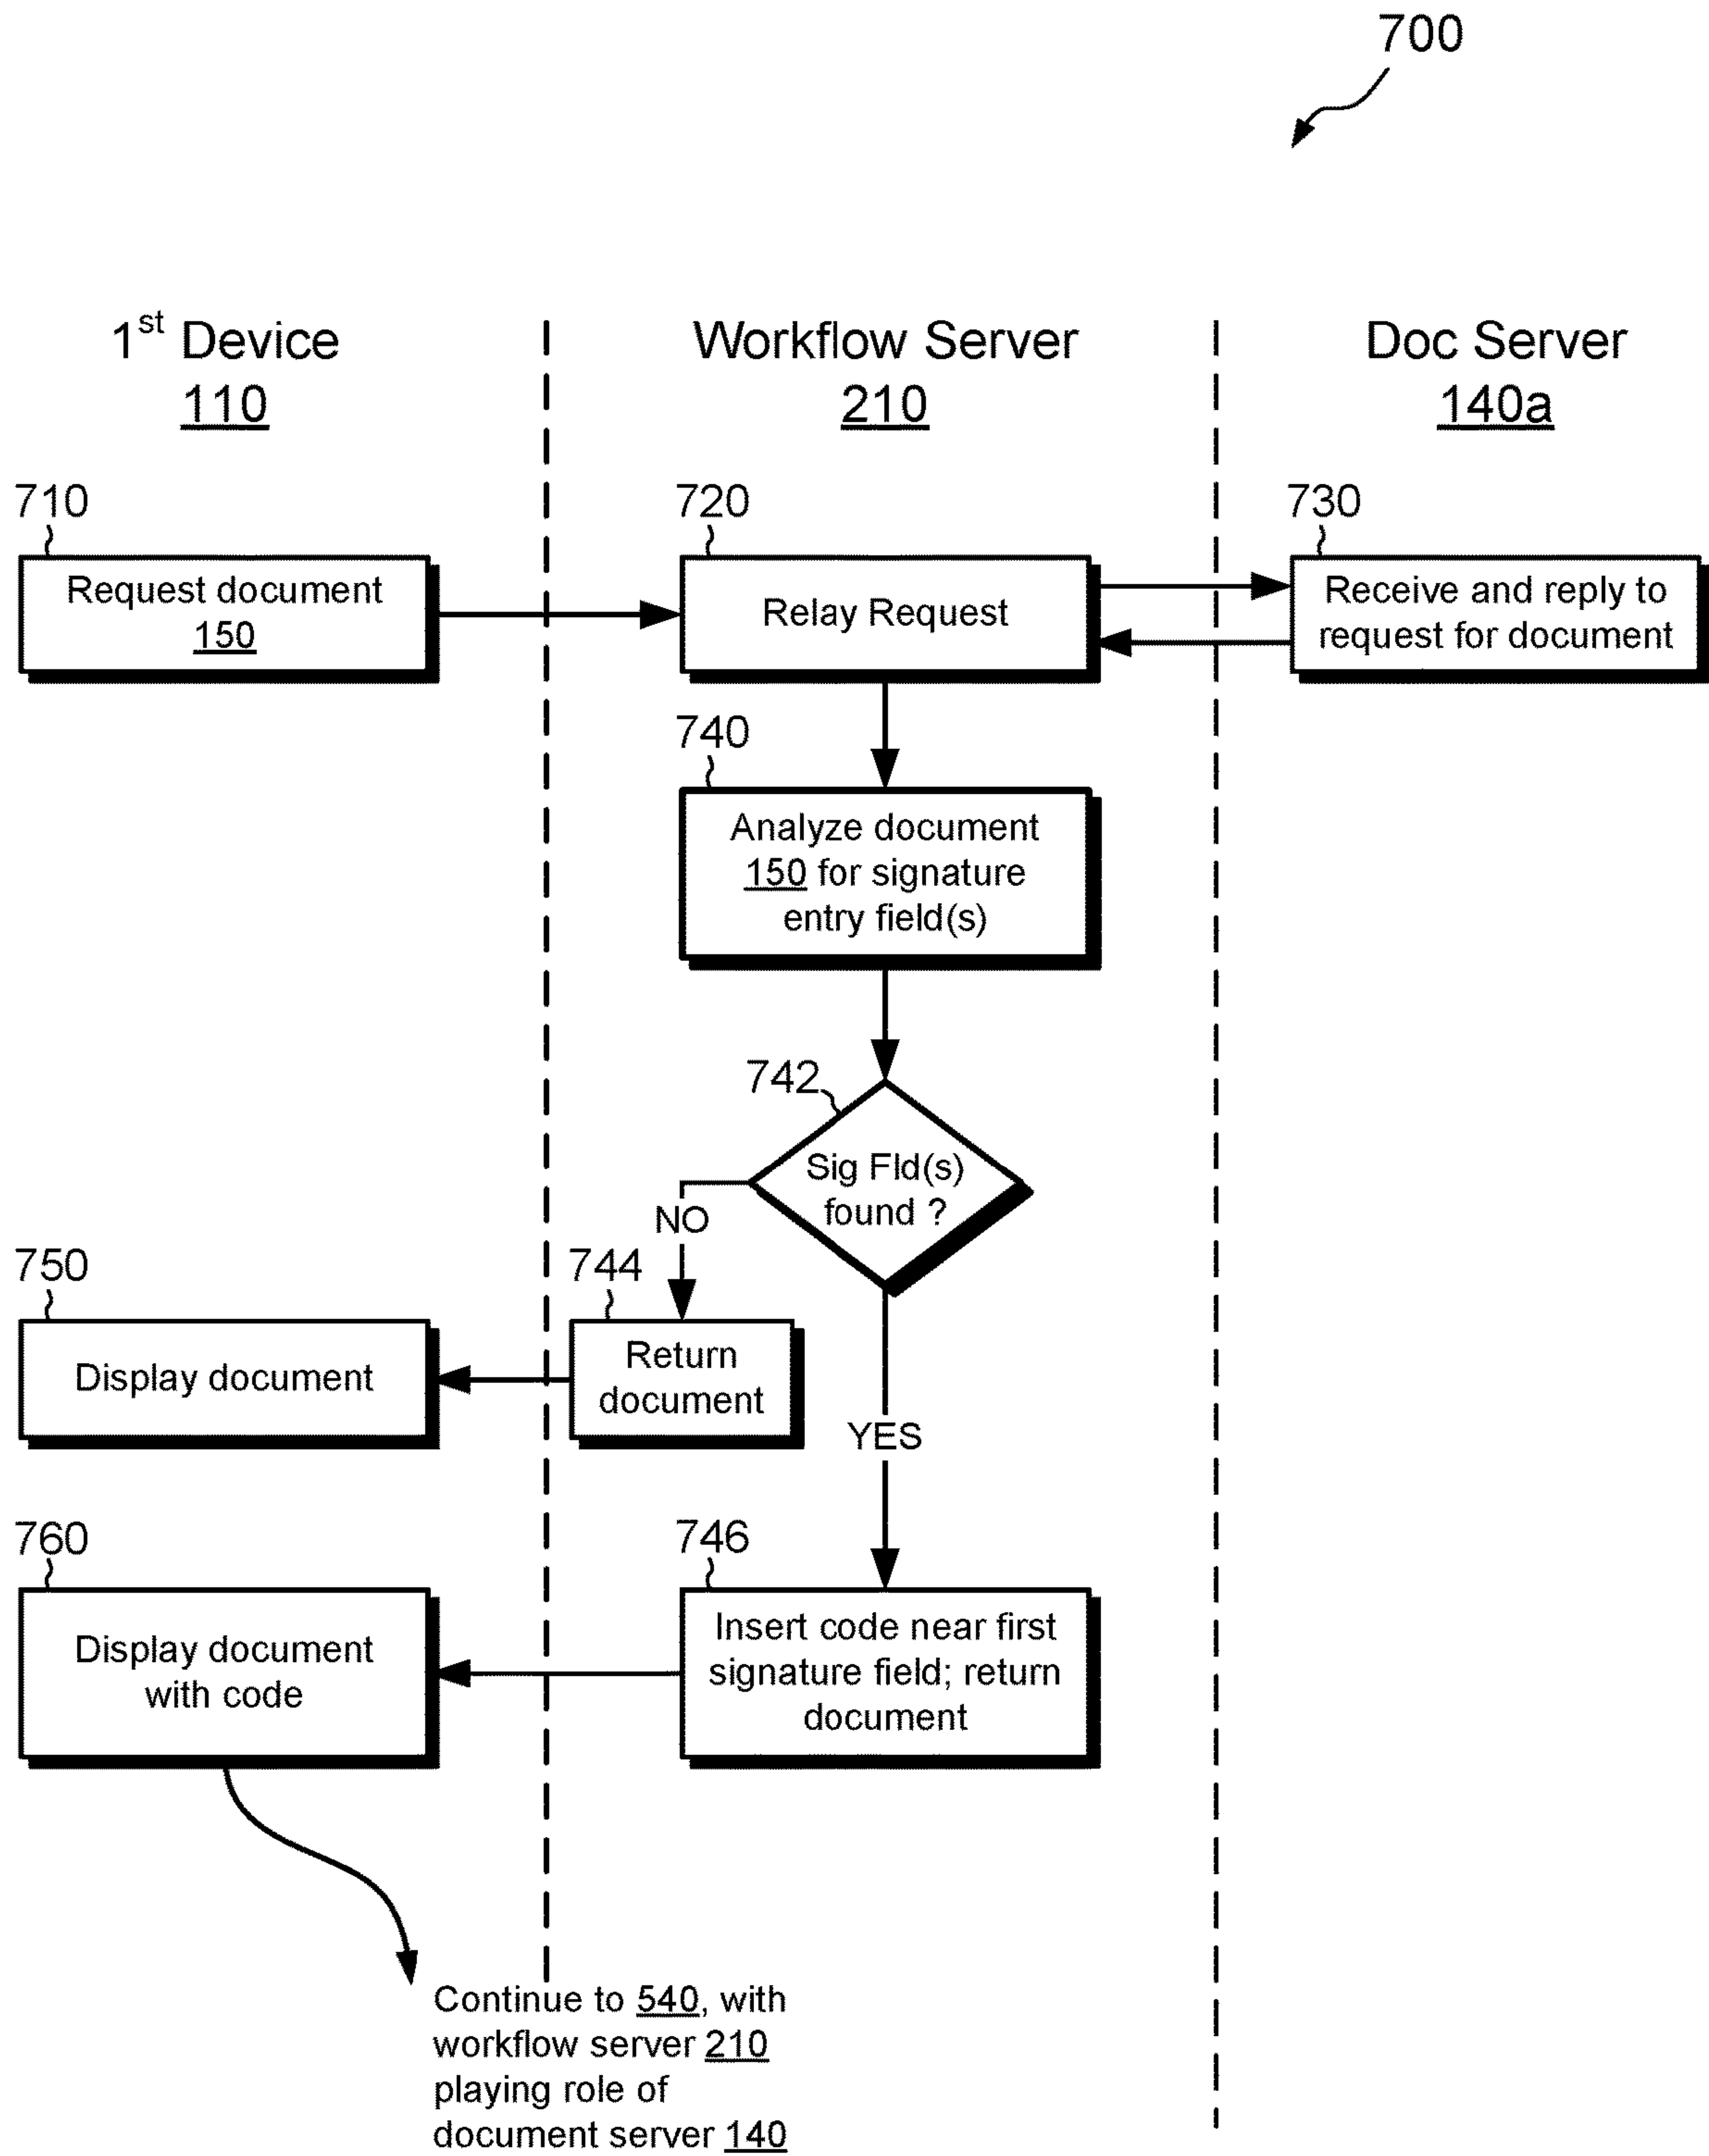 700
1st Device
110
Workflow Server
210
Doc Server
140a
710
Request document
150
720
Relay Request
730
Receive and reply to
request for document
740
Analyze document
150 for signature
entry field(s)
742
Sig Fld(s)
found ?
NO
YES
744
Return
document
750
Display document
746
Insert code near first
signature field; return
document
760
Display document
with code
Continue to 540, with
workflow server 210
playing role of
document server 140